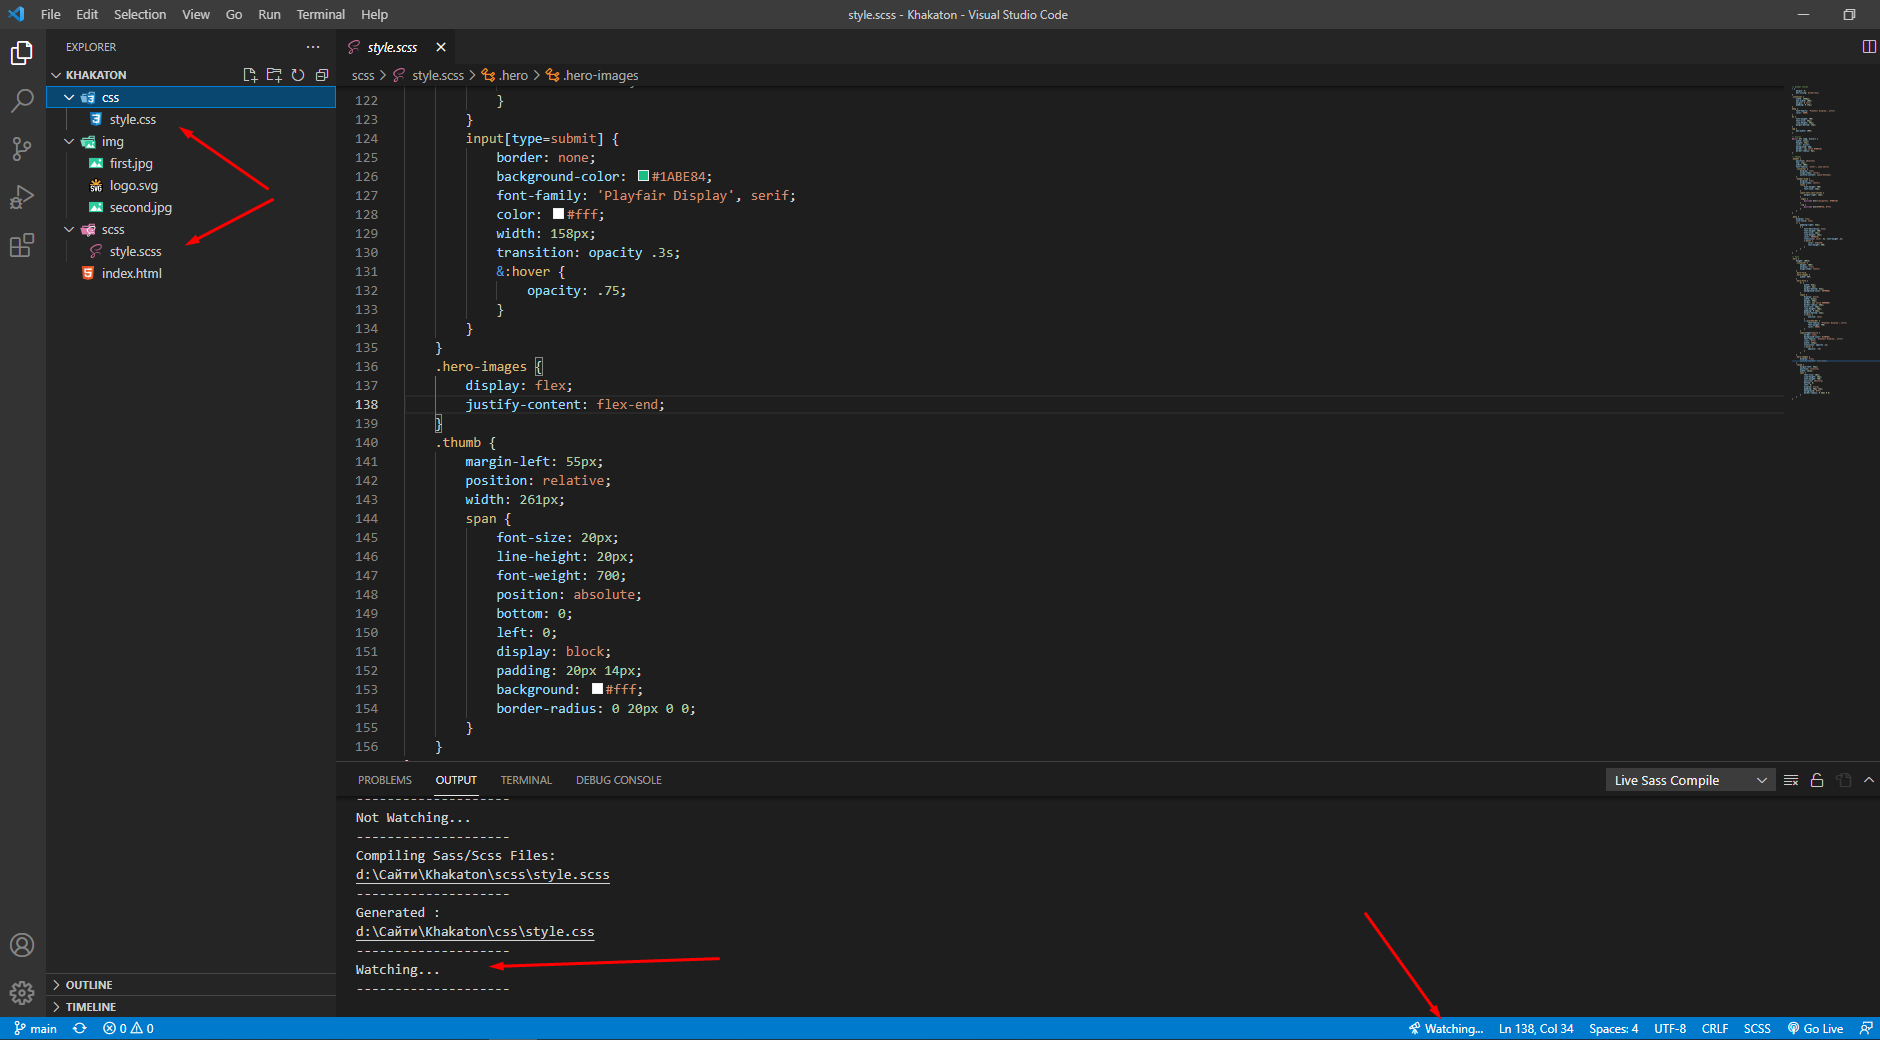 File Edit Selection View Go Run Terminal Help
style.scss - Khakaton - Visual Studio Code
EXPLORER
KHAKATON
css
style.css
img
first.jpg
logo.svg
second.jpg
scss
style.scss
index.html
OUTLINE
TIMELINE
style.scss
scss > style.scss > .hero > .hero-images
122 }
123 }
124 input[type=submit] {
125 border: none;
126 background-color: #1ABE84;
127 font-family: 'Playfair Display', serif;
128 color: #fff;
129 width: 158px;
130 transition: opacity .3s;
131 &:hover {
132 opacity: .75;
133 }
134 }
135 }
136 .hero-images {
137 display: flex;
138 justify-content: flex-end;
139 }
140 .thumb {
141 margin-left: 55px;
142 position: relative;
143 width: 261px;
144 span {
145 font-size: 20px;
146 line-height: 20px;
147 font-weight: 700;
148 position: absolute;
149 bottom: 0;
150 left: 0;
151 display: block;
152 padding: 20px 14px;
153 background: #fff;
154 border-radius: 0 20px 0 0;
155 }
156 }
PROBLEMS OUTPUT TERMINAL DEBUG CONSOLE
Live Sass Compile
--------------------
Not Watching...
--------------------
Compiling Sass/Scss Files:
d:\Сайти\Khakaton\scss\style.scss
--------------------
Generated :
d:\Сайти\Khakaton\css\style.css
--------------------
Watching...
--------------------
main 0 0
Watching... Ln 138, Col 34 Spaces: 4 UTF-8 CRLF SCSS Go Live